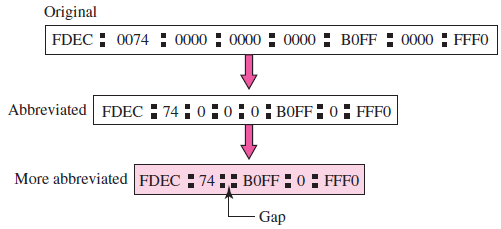 Original
FDEC : 0074 : 0000 : 0000 : 0000 : B0FF : 0000 : FFF0
Abbreviated FDEC : 74 : 0 : 0 : 0 : B0FF : 0 : FFF0
More abbreviated FDEC : 74 : : B0FF : 0 : FFF0
Gap